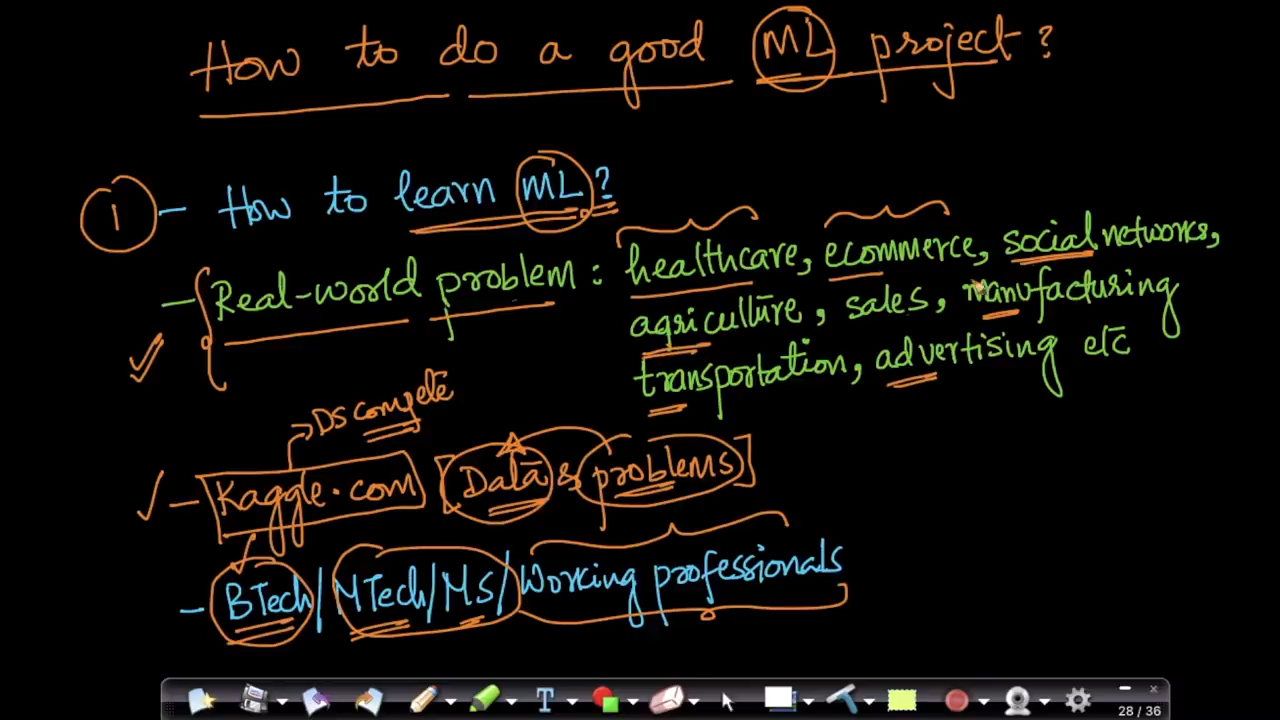 How to do a good ML project?
1 - How to learn ML?
- Real-world problem: healthcare, ecommerce, social networks,
agriculture, sales, manufacturing
transportation, advertising etc
DS compete
- Kaggle.com [Data & problems]
- BTech/MTech/MS/Working professionals
28 / 36